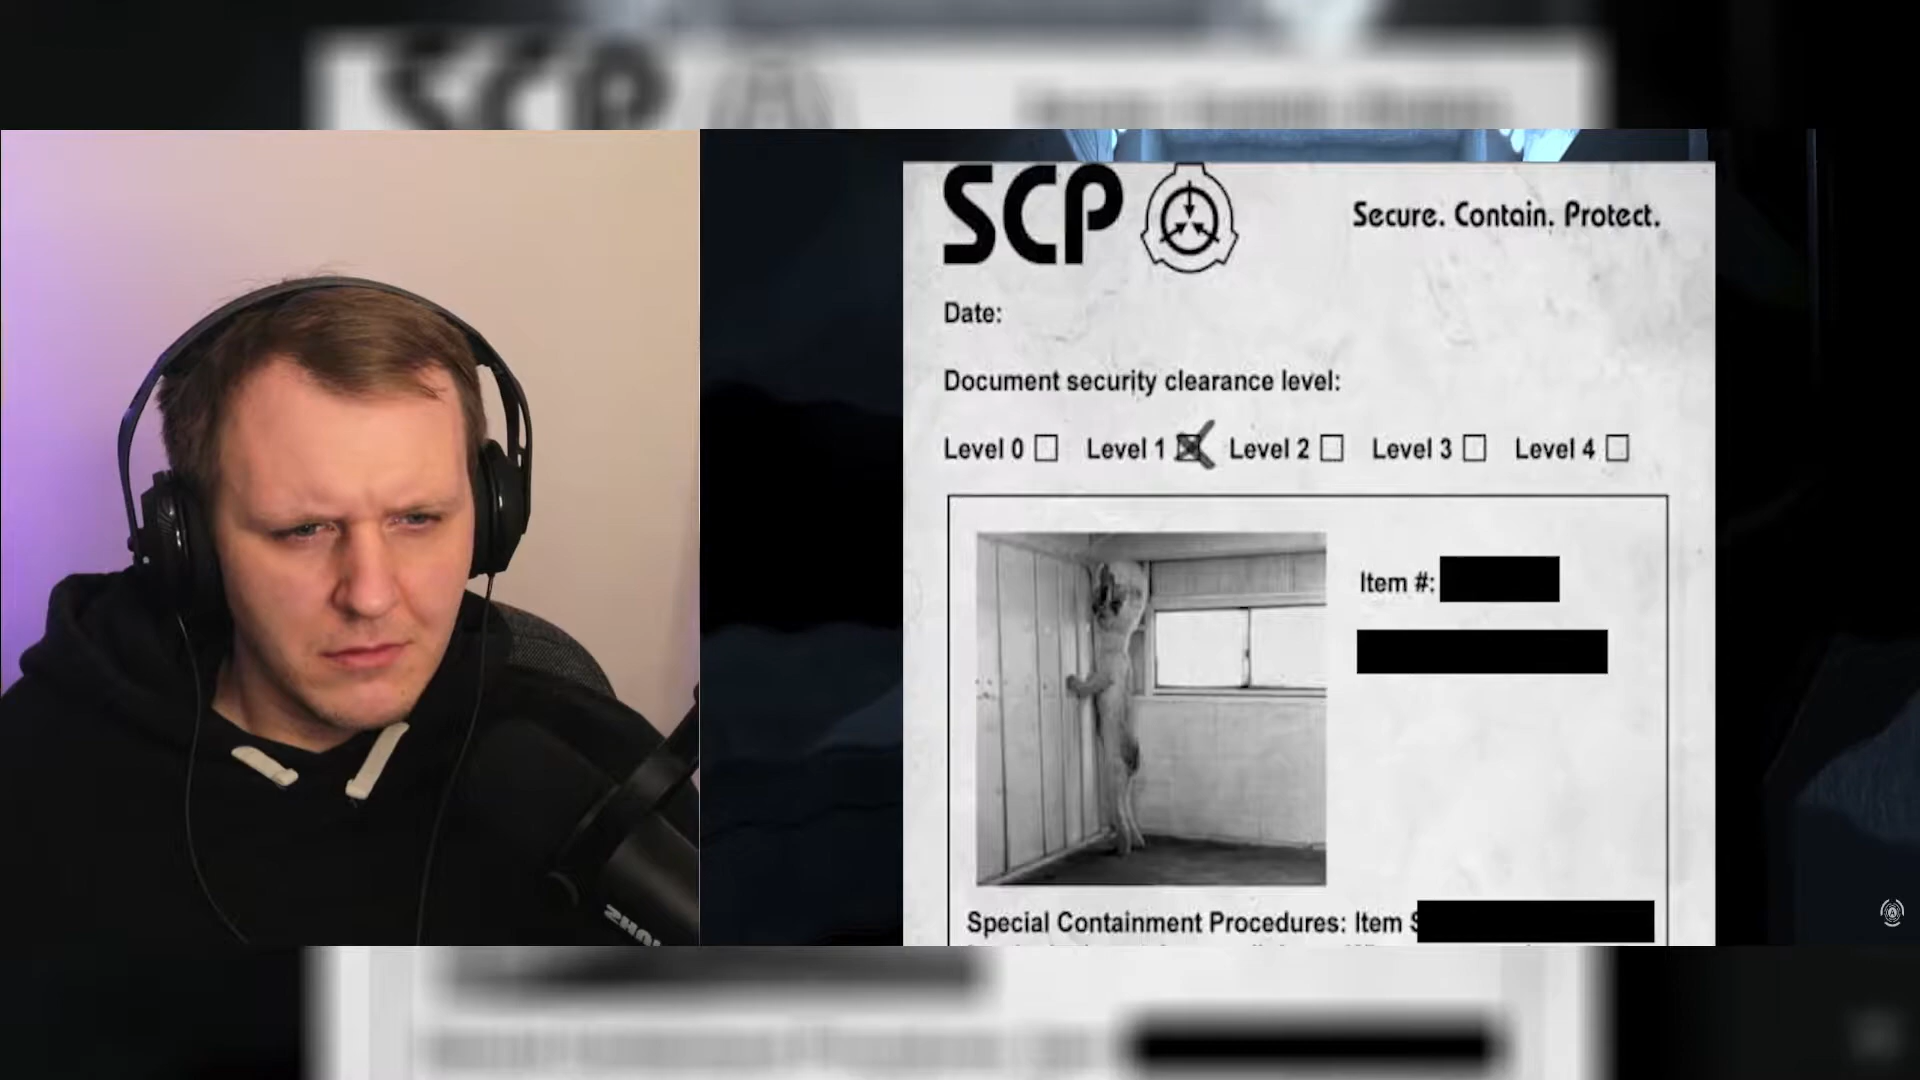 SCP
Secure. Contain. Protect.
Date:
Document security clearance level:
Level 0 Level 1 Level 2 Level 3 Level 4
Item #:
Special Containment Procedures: Item